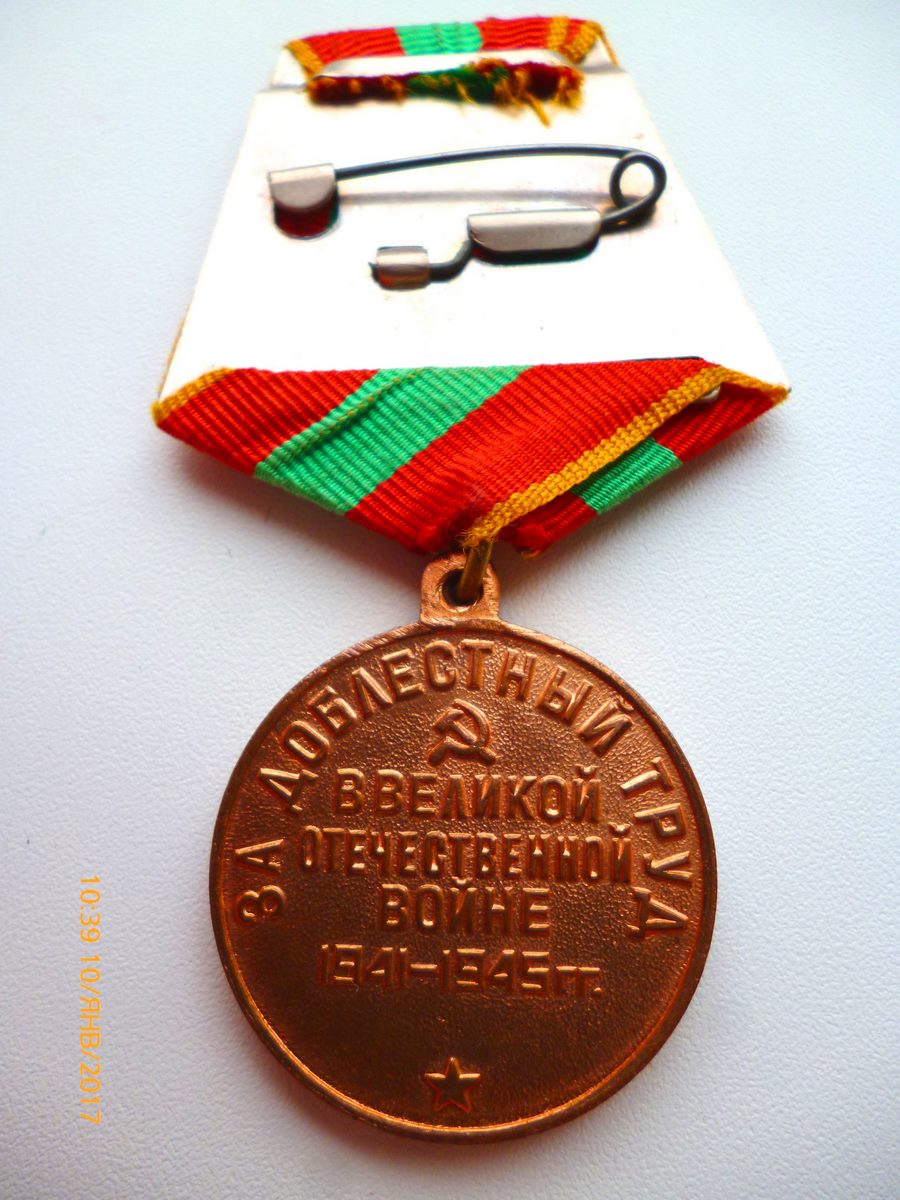 ЗА ДОБЛЕСТНЫЙ ТРУД
В ВЕЛИКОЙ
ОТЕЧЕСТВЕННОЙ
ВОЙНЕ
1941-1945гг.
10:39 10/ЯНВ/2017